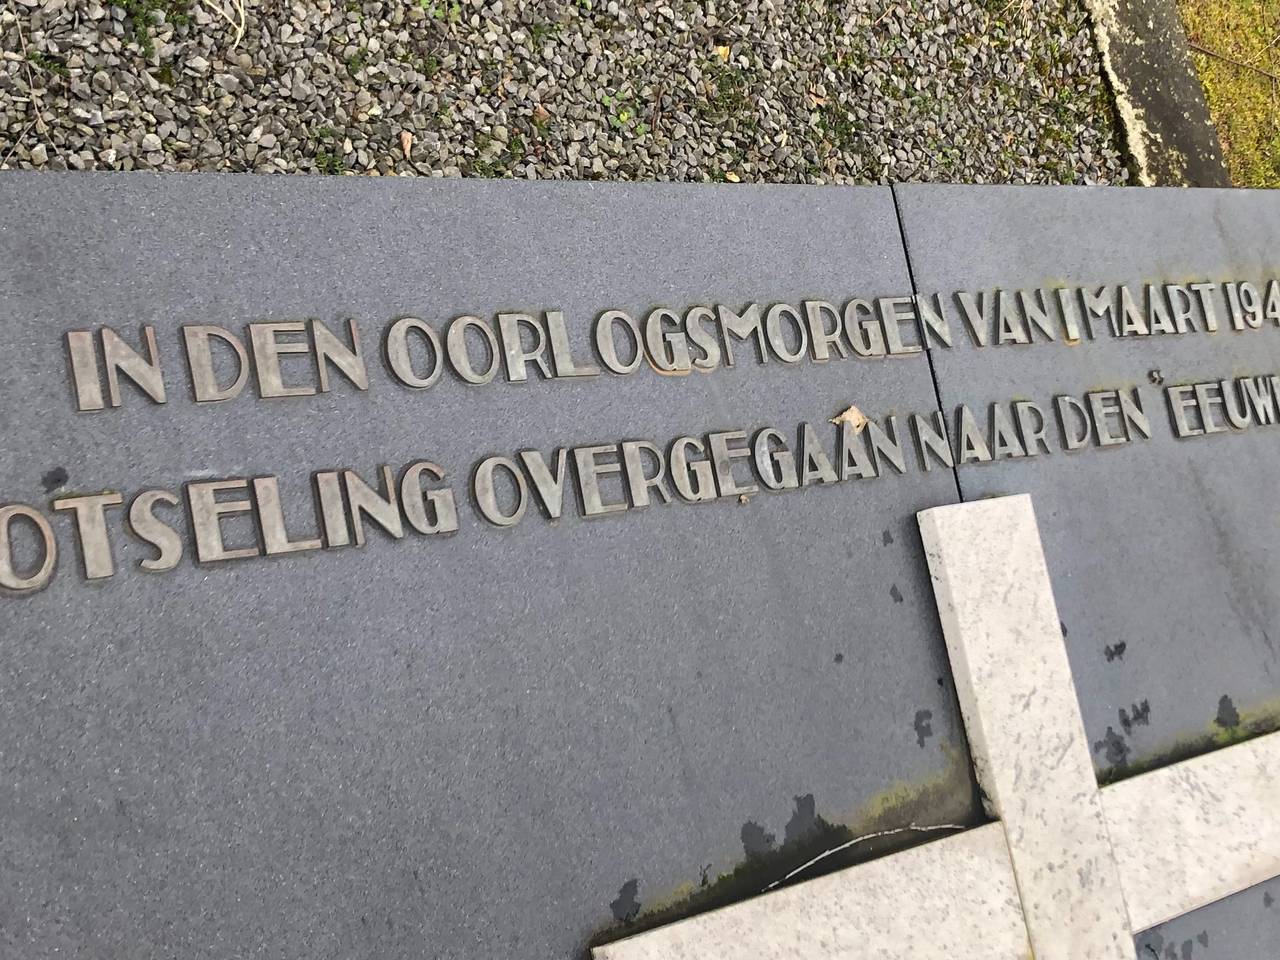 IN DEN OORLOGSMORGEN VAN 1 MAART 194
OTSELING OVERGEGAAN NAAR DEN EEUW